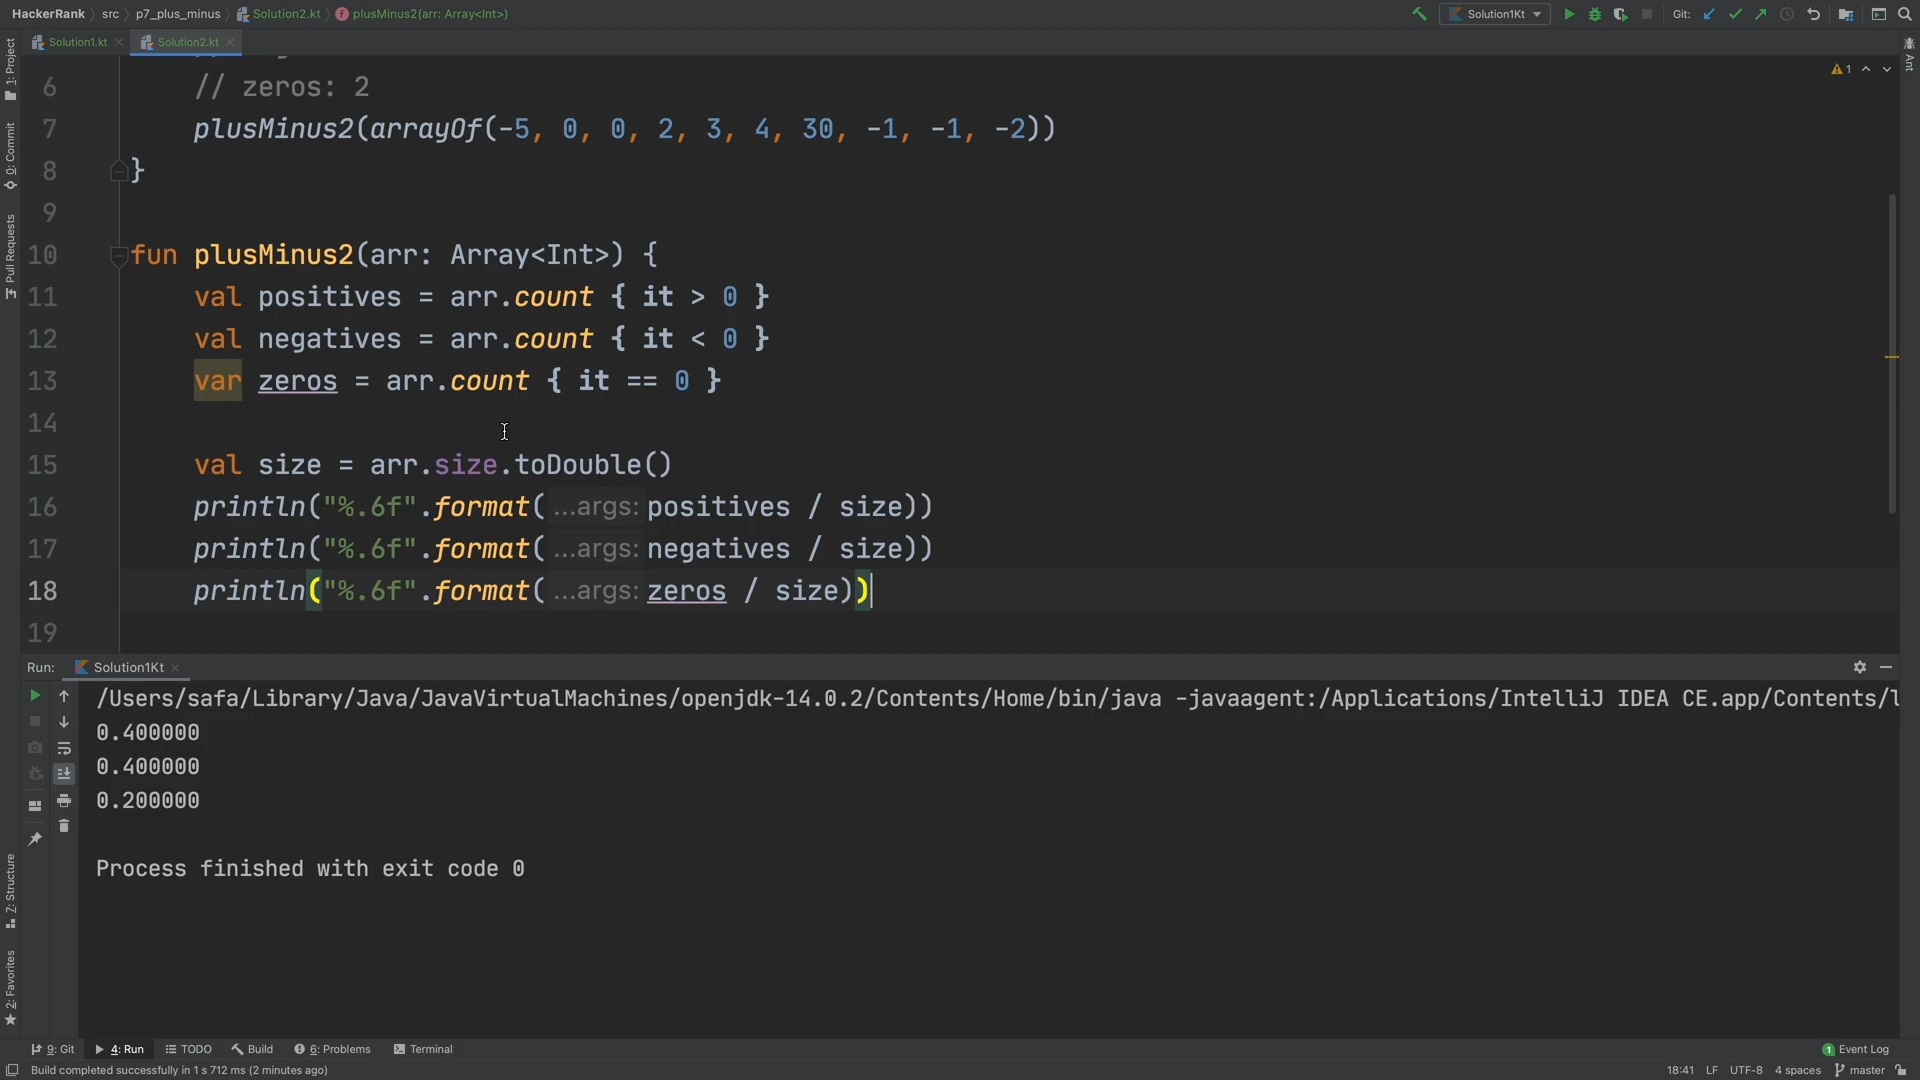 HackerRank src p7_plus_minus Solution2.kt plusMinus2(arr: Array<Int>) Solution1Kt Git:
Solution1.kt Solution2.kt
1: Project
0: Commit
Pull Requests
Ant
1
6 // zeros: 2
7 plusMinus2(arrayOf(-5, 0, 0, 2, 3, 4, 30, -1, -1, -2))
8 }
9
10 fun plusMinus2(arr: Array<Int>) {
11 val positives = arr.count { it > 0 }
12 val negatives = arr.count { it < 0 }
13 var zeros = arr.count { it == 0 }
14
15 val size = arr.size.toDouble()
16 println("%.6f".format( ...args: positives / size))
17 println("%.6f".format( ...args: negatives / size))
18 println("%.6f".format( ...args: zeros / size))
19
Run: Solution1Kt
/Users/safa/Library/Java/JavaVirtualMachines/openjdk-14.0.2/Contents/Home/bin/java -javaagent:/Applications/IntelliJ IDEA CE.app/Contents/l
0.400000
0.400000
0.200000
Process finished with exit code 0
Z: Structure
2: Favorites
9: Git 4: Run TODO Build 6: Problems Terminal 1 Event Log
Build completed successfully in 1 s 712 ms (2 minutes ago) 18:41 LF UTF-8 4 spaces master